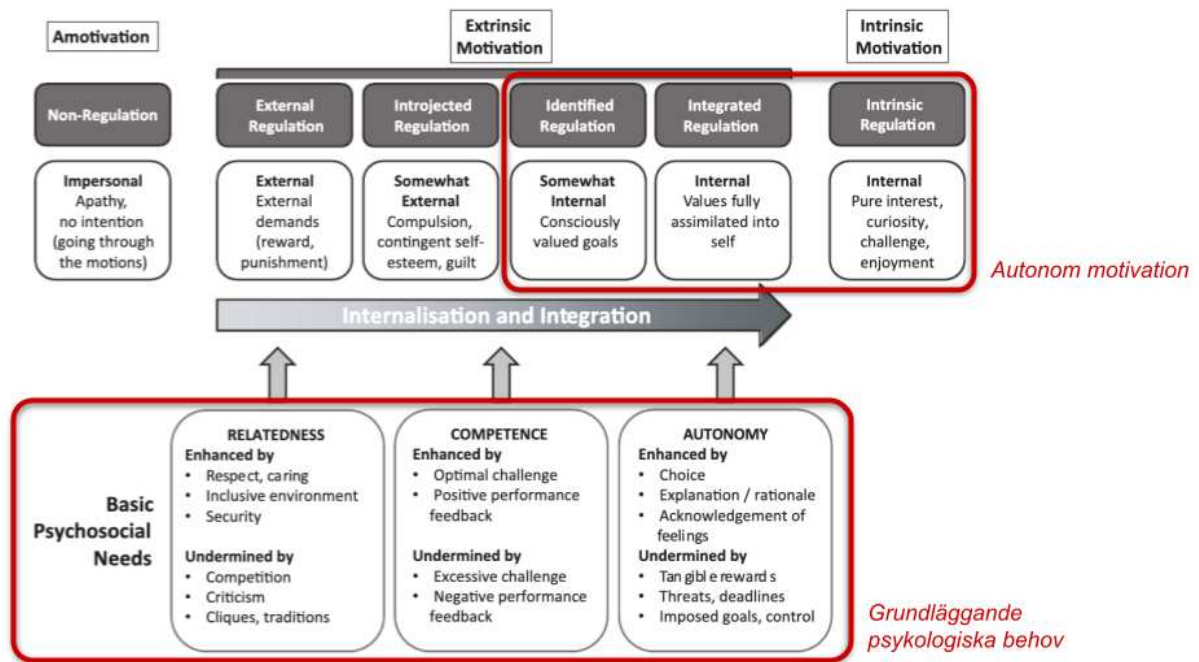 Amotivation
Extrinsic
Motivation
Intrinsic
Motivation
Non-Regulation
External
Regulation
Introjected
Regulation
Identified
Regulation
Integrated
Regulation
Intrinsic
Regulation
Impersonal
Apathy,
no intention
(going through
the motions)
External
External
demands
(reward,
punishment)
Somewhat
External
Compulsion,
contingent self-
esteem, guilt
Somewhat
Internal
Consciously
valued goals
Internal
Values fully
assimilated into
self
Internal
Pure interest,
curiosity,
challenge,
enjoyment
Autonom motivation
Internalisation and Integration
Basic
Psychosocial
Needs
RELATEDNESS
Enhanced by
• Respect, caring
• Inclusive environment
• Security
Undermined by
• Competition
• Criticism
• Cliques, traditions
COMPETENCE
Enhanced by
• Optimal challenge
• Positive performance
feedback
Undermined by
• Excessive challenge
• Negative performance
feedback
AUTONOMY
Enhanced by
• Choice
• Explanation / rationale
• Acknowledgement of
feelings
Undermined by
• Tangible rewards
• Threats, deadlines
• Imposed goals, control
Grundläggande
psykologiska behov